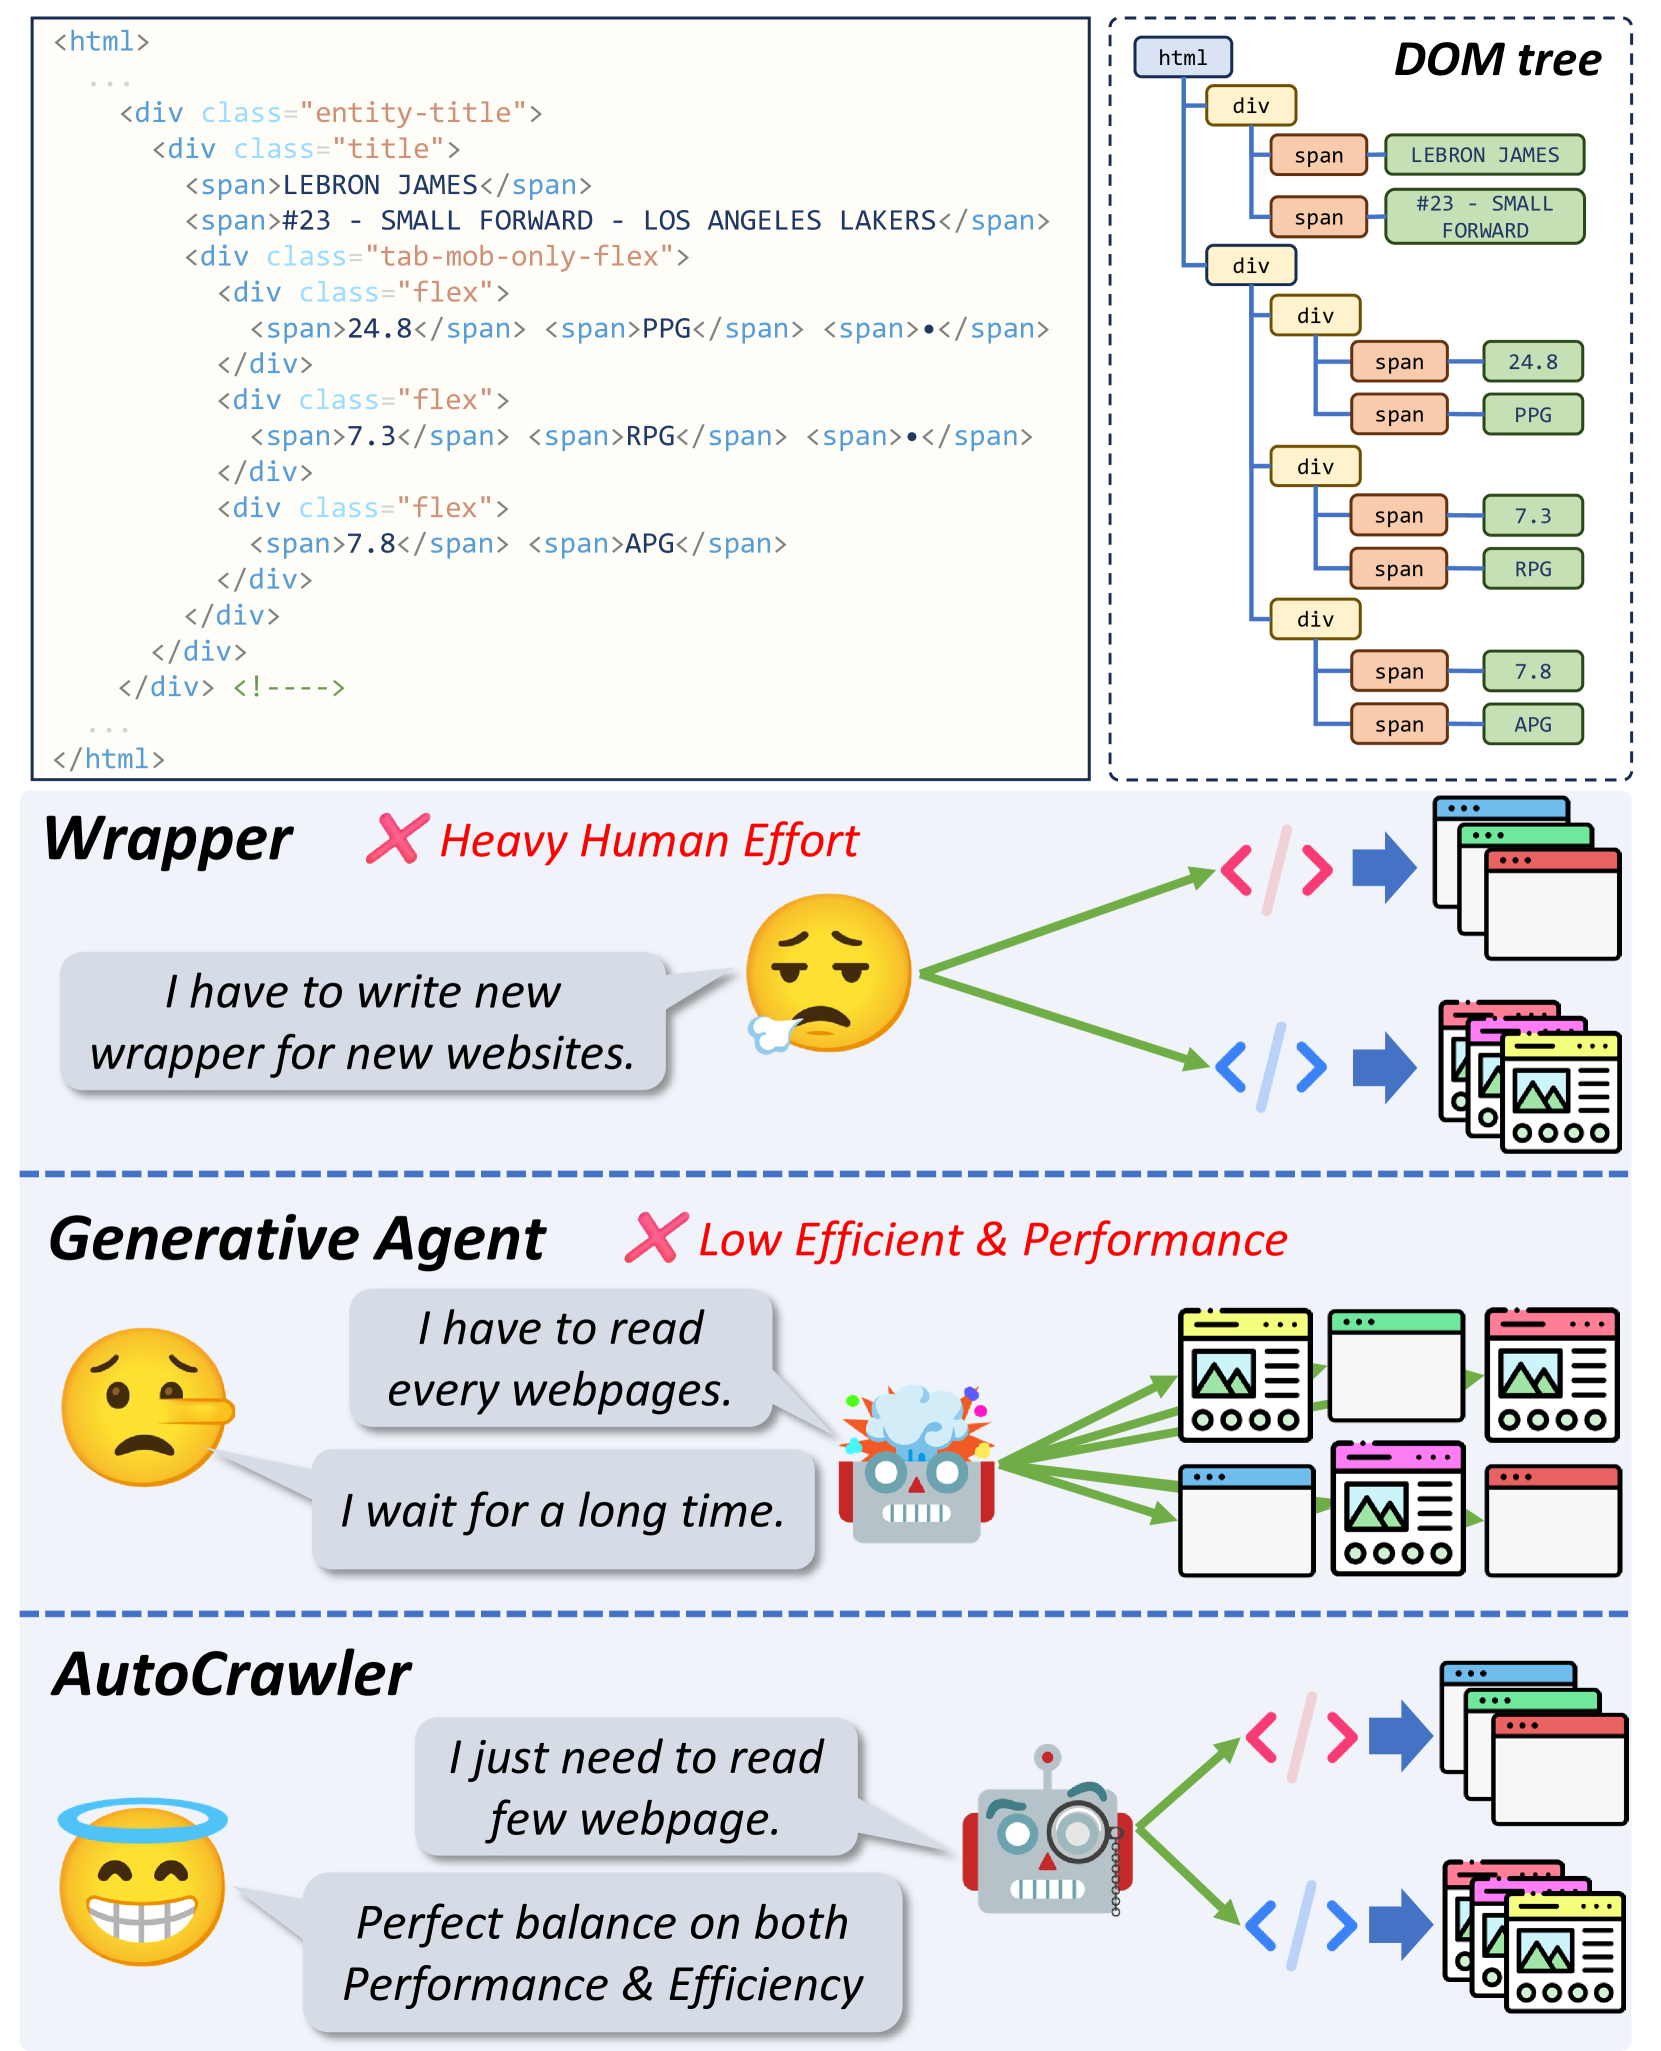 <html>
...
<div class="entity-title">
<div class="title">
<span>LEBRON JAMES</span>
<span>#23 - SMALL FORWARD - LOS ANGELES LAKERS</span>
<div class="tab-mob-only-flex">
<div class="flex">
<span>24.8</span> <span>PPG</span> <span>•</span>
</div>
<div class="flex">
<span>7.3</span> <span>RPG</span> <span>•</span>
</div>
<div class="flex">
<span>7.8</span> <span>APG</span>
</div>
</div>
</div>
</div> <!---->
...
</html>
DOM tree
html
div
span LEBRON JAMES
span #23 - SMALL
FORWARD
div
div
span 24.8
span PPG
div
span 7.3
span RPG
div
span 7.8
span APG
Wrapper
Heavy Human Effort
I have to write new
wrapper for new websites.
</>
</>
Generative Agent
Low Efficient & Performance
I have to read
every webpages.
I wait for a long time.
AutoCrawler
I just need to read
few webpage.
Perfect balance on both
Performance & Efficiency
</>
</>